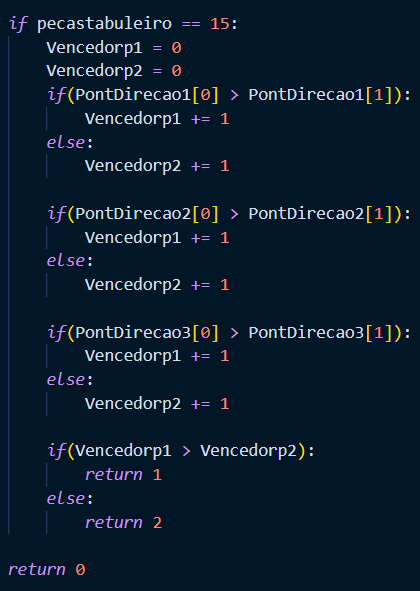 if pecastabuleiro == 15:
    Vencedorp1 = 0
    Vencedorp2 = 0
    if(PontDirecao1[0] > PontDirecao1[1]):
        Vencedorp1 += 1
    else:
        Vencedorp2 += 1

    if(PontDirecao2[0] > PontDirecao2[1]):
        Vencedorp1 += 1
    else:
        Vencedorp2 += 1

    if(PontDirecao3[0] > PontDirecao3[1]):
        Vencedorp1 += 1
    else:
        Vencedorp2 += 1

    if(Vencedorp1 > Vencedorp2):
        return 1
    else:
        return 2

return 0